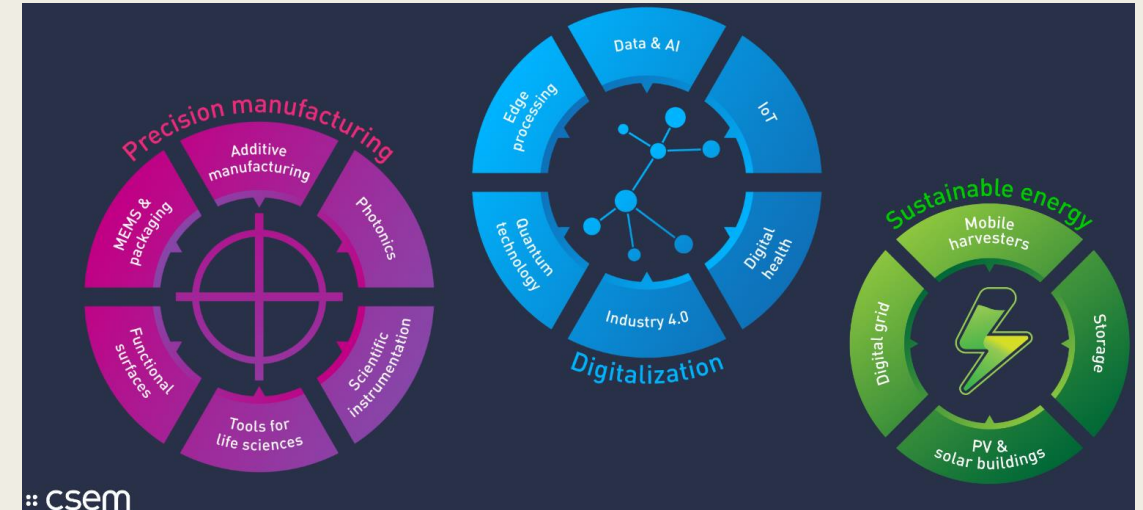 Precision manufacturing
Additive
manufacturing
Photonics
Scientific
instrumentation
Tools for
life sciences
Functional
surfaces
MEMS &
packaging
Data & AI
IoT
Digital
health
Industry 4.0
Quantum
technology
Edge
processing
Digitalization
Sustainable energy
Mobile
harvesters
Storage
PV &
solar buildings
Digital grid
:: csem